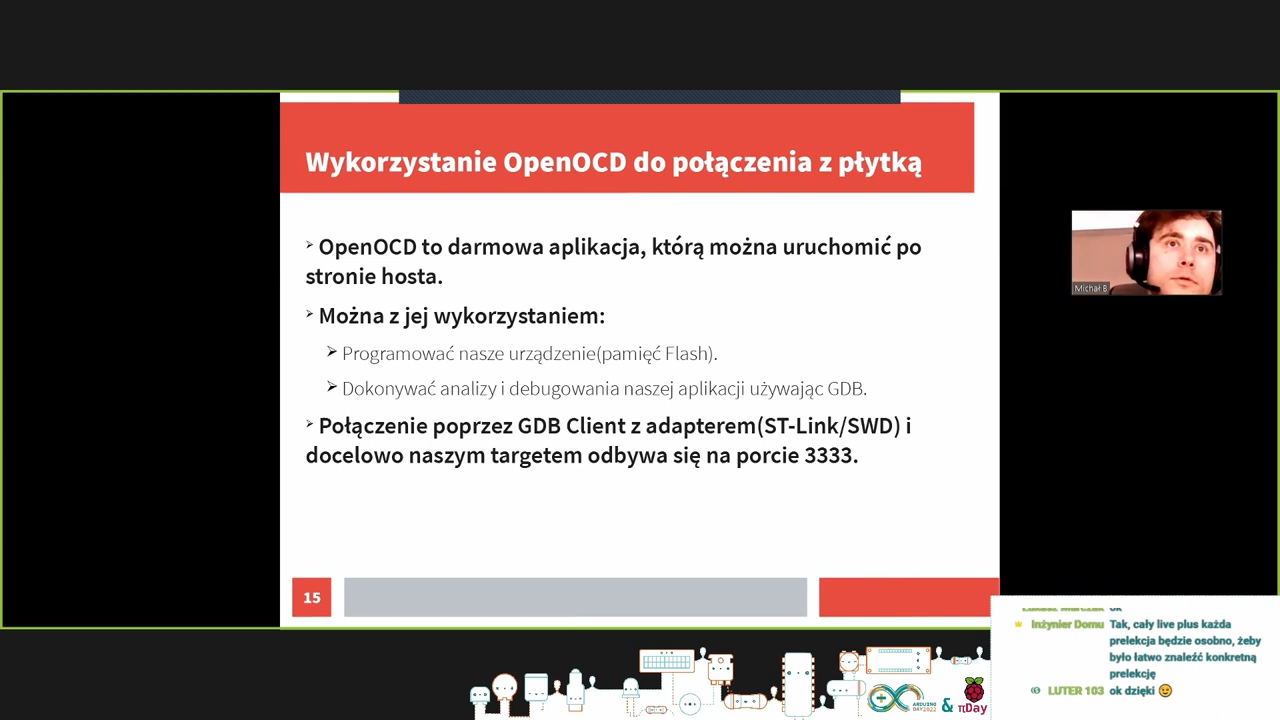 Wykorzystanie OpenOCD do połączenia z płytką
➢ OpenOCD to darmowa aplikacja, którą można uruchomić po
stronie hosta.
➢ Można z jej wykorzystaniem:
➢ Programować nasze urządzenie(pamięć Flash).
➢ Dokonywać analizy i debugowania naszej aplikacji używając GDB.
➢ Połączenie poprzez GDB Client z adapterem(ST-Link/SWD) i
docelowo naszym targetem odbywa się na porcie 3333.
15
Michał B
ok
Inżynier Domu Tak, cały live plus każda
prelekcja będzie osobno, żeby
było łatwo znaleźć konkretną
prelekcję
LUTER 103 ok dzięki 😉
ARDUINO
DAY2022
& πDay